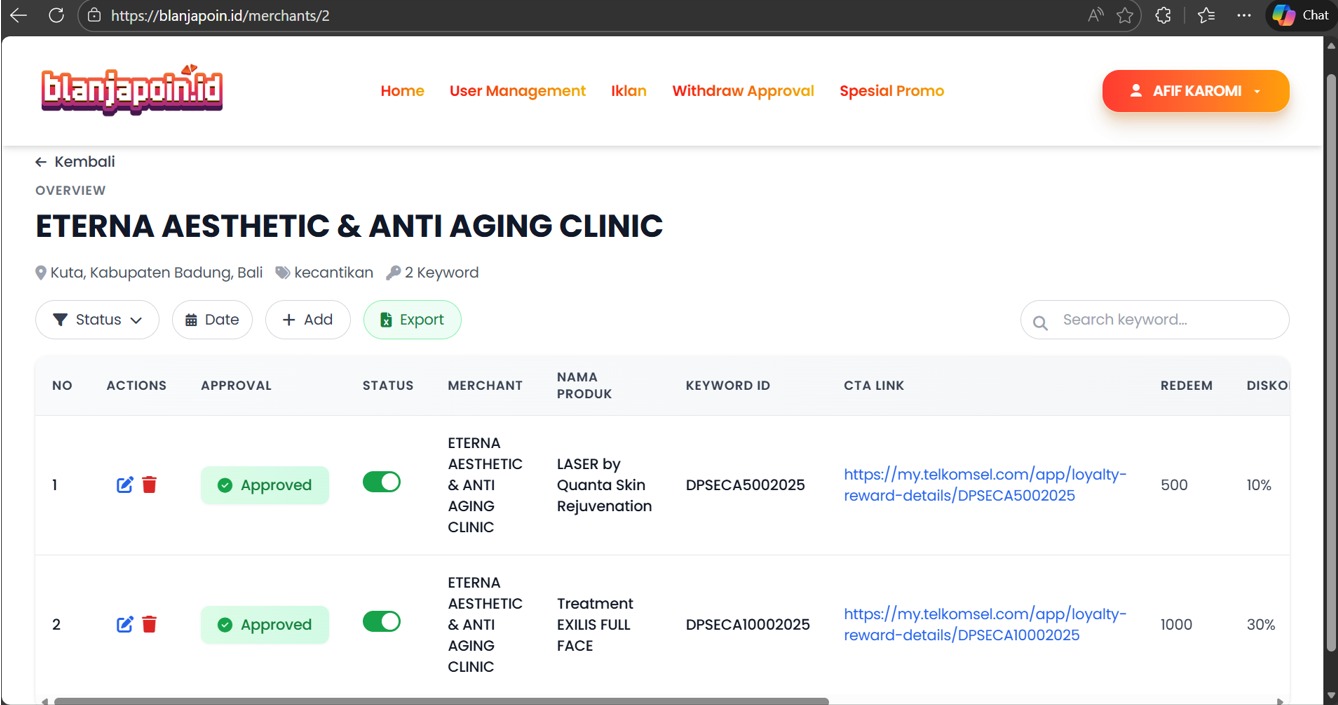 https://blanjapoin.id/merchants/2
Chat
blanjapoin.id
Home
User Management
Iklan
Withdraw Approval
Spesial Promo
AFIF KAROMI
Kembali
OVERVIEW
ETERNA AESTHETIC & ANTI AGING CLINIC
Kuta, Kabupaten Badung, Bali
kecantikan
2 Keyword
Status
Date
+ Add
Export
Search keyword...
NO
ACTIONS
APPROVAL
STATUS
MERCHANT
NAMA
PRODUK
KEYWORD ID
CTA LINK
REDEEM
DISKO
1
Approved
ETERNA
AESTHETIC
& ANTI
AGING
CLINIC
LASER by
Quanta Skin
Rejuvenation
DPSECA5002025
https://my.telkomsel.com/app/loyalty-
reward-details/DPSECA5002025
500
10%
2
Approved
ETERNA
AESTHETIC
& ANTI
AGING
CLINIC
Treatment
EXILIS FULL
FACE
DPSECA10002025
https://my.telkomsel.com/app/loyalty-
reward-details/DPSECA10002025
1000
30%